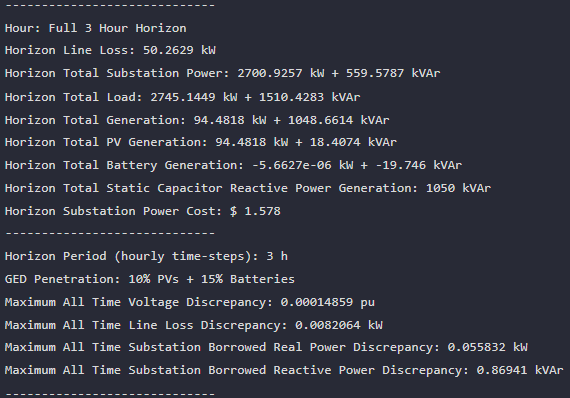 -----------------------------
Hour: Full 3 Hour Horizon
Horizon Line Loss: 50.2629 kW
Horizon Total Substation Power: 2700.9257 kW + 559.5787 kVAr
Horizon Total Load: 2745.1449 kW + 1510.4283 kVAr
Horizon Total Generation: 94.4818 kW + 1048.6614 kVAr
Horizon Total PV Generation: 94.4818 kW + 18.4074 kVAr
Horizon Total Battery Generation: -5.6627e-06 kW + -19.746 kVAr
Horizon Total Static Capacitor Reactive Power Generation: 1050 kVAr
Horizon Substation Power Cost: $ 1.578
-----------------------------
Horizon Period (hourly time-steps): 3 h
GED Penetration: 10% PVs + 15% Batteries
Maximum All Time Voltage Discrepancy: 0.00014859 pu
Maximum All Time Line Loss Discrepancy: 0.0082064 kW
Maximum All Time Substation Borrowed Real Power Discrepancy: 0.055832 kW
Maximum All Time Substation Borrowed Reactive Power Discrepancy: 0.86941 kVAr
-----------------------------